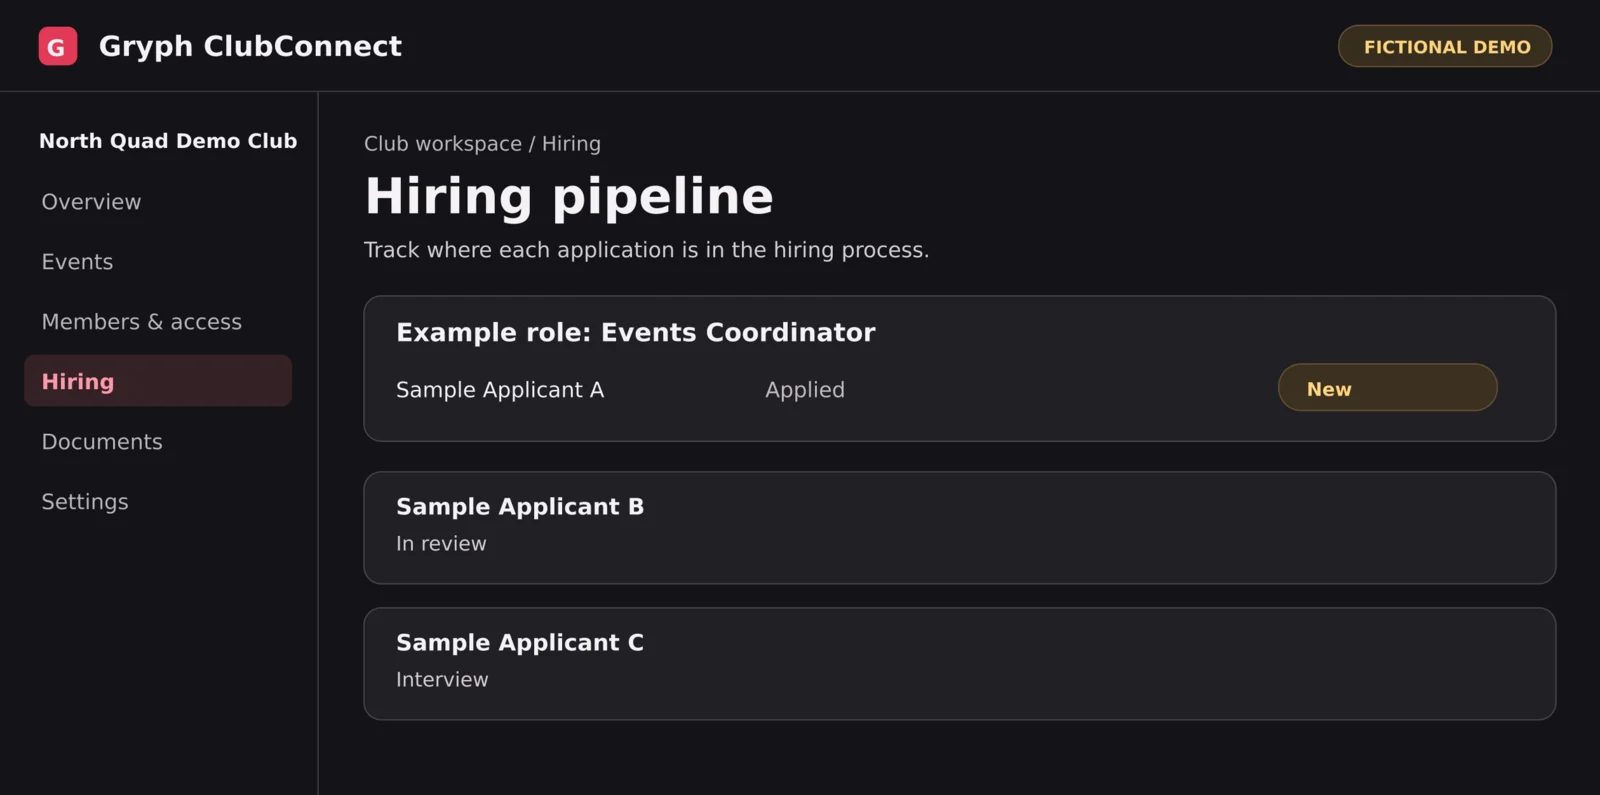 G Gryph ClubConnect
FICTIONAL DEMO
North Quad Demo Club
Overview
Events
Members & access
Hiring
Documents
Settings
Club workspace / Hiring
Hiring pipeline
Track where each application is in the hiring process.
Example role: Events Coordinator
Sample Applicant A Applied New
Sample Applicant B
In review
Sample Applicant C
Interview